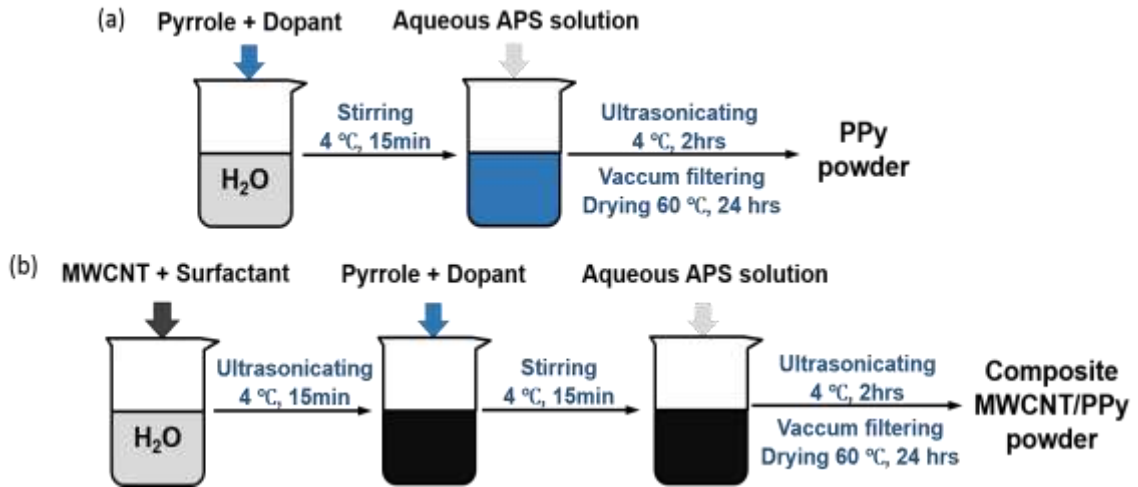 (a)
Pyrrole + Dopant
Aqueous APS solution
H₂O
Stirring
4 ℃, 15min
Ultrasonicating
4 ℃, 2hrs
Vaccum filtering
Drying 60 ℃, 24 hrs
PPy
powder
(b)
MWCNT + Surfactant
Pyrrole + Dopant
Aqueous APS solution
H₂O
Ultrasonicating
4 ℃, 15min
Stirring
4 ℃, 15min
Ultrasonicating
4 ℃, 2hrs
Vaccum filtering
Drying 60 ℃, 24 hrs
Composite
MWCNT/PPy
powder